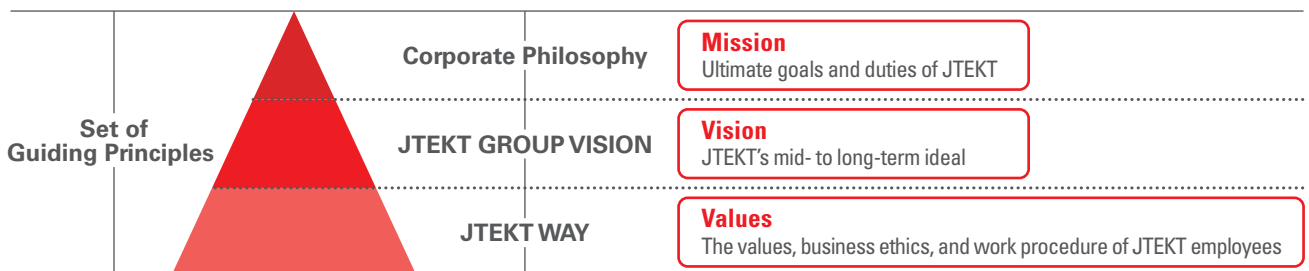 Set of
Guiding Principles
Corporate Philosophy
Mission
Ultimate goals and duties of JTEKT
JTEKT GROUP VISION
Vision
JTEKT's mid- to long-term ideal
JTEKT WAY
Values
The values, business ethics, and work procedure of JTEKT employees